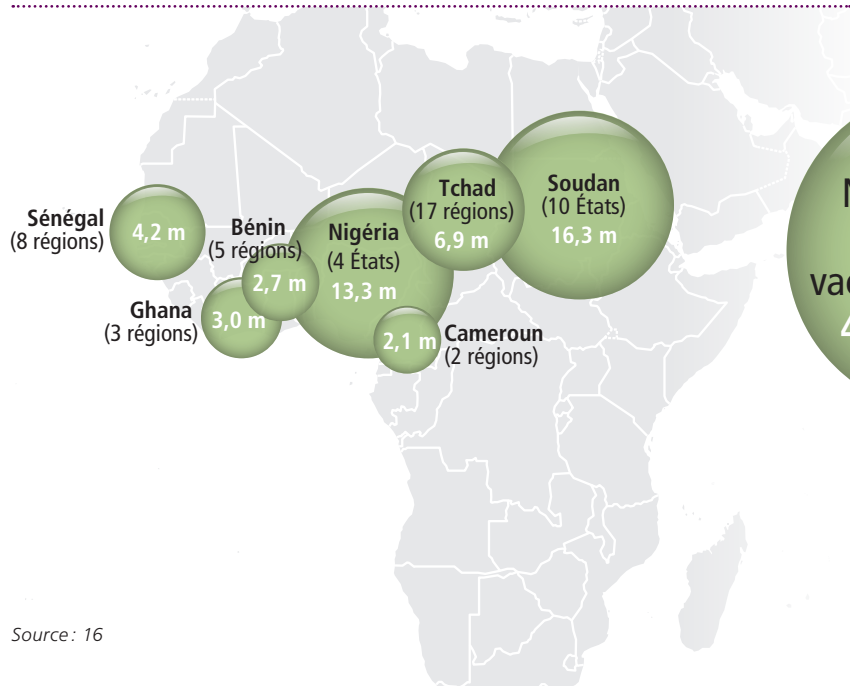 Sénégal
(8 régions)
4,2 m
Bénin
(5 régions)
2,7 m
Ghana
(3 régions)
3,0 m
Nigéria
(4 États)
13,3 m
Cameroun
(2 régions)
2,1 m
Tchad
(17 régions)
6,9 m
Soudan
(10 États)
16,3 m
Source : 16